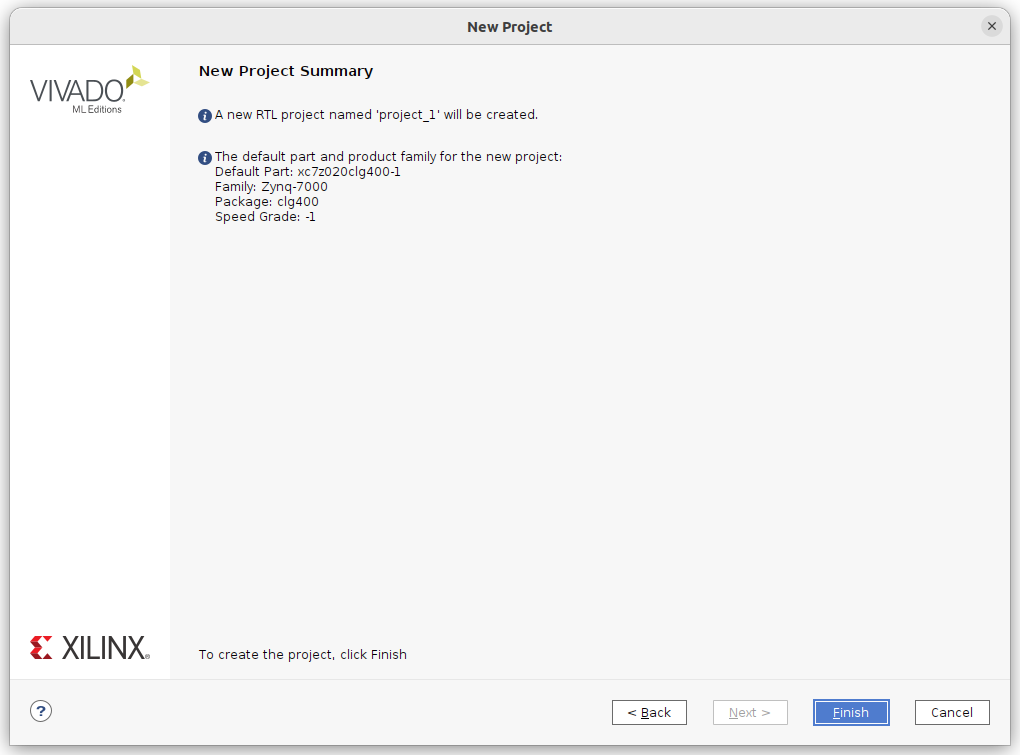 New Project
VIVADO
ML Editions
New Project Summary
A new RTL project named 'project_1' will be created.
The default part and product family for the new project:
Default Part: xc7z020clg400-1
Family: Zynq-7000
Package: clg400
Speed Grade: -1
XILINX
To create the project, click Finish
?
< Back
Next >
Finish
Cancel